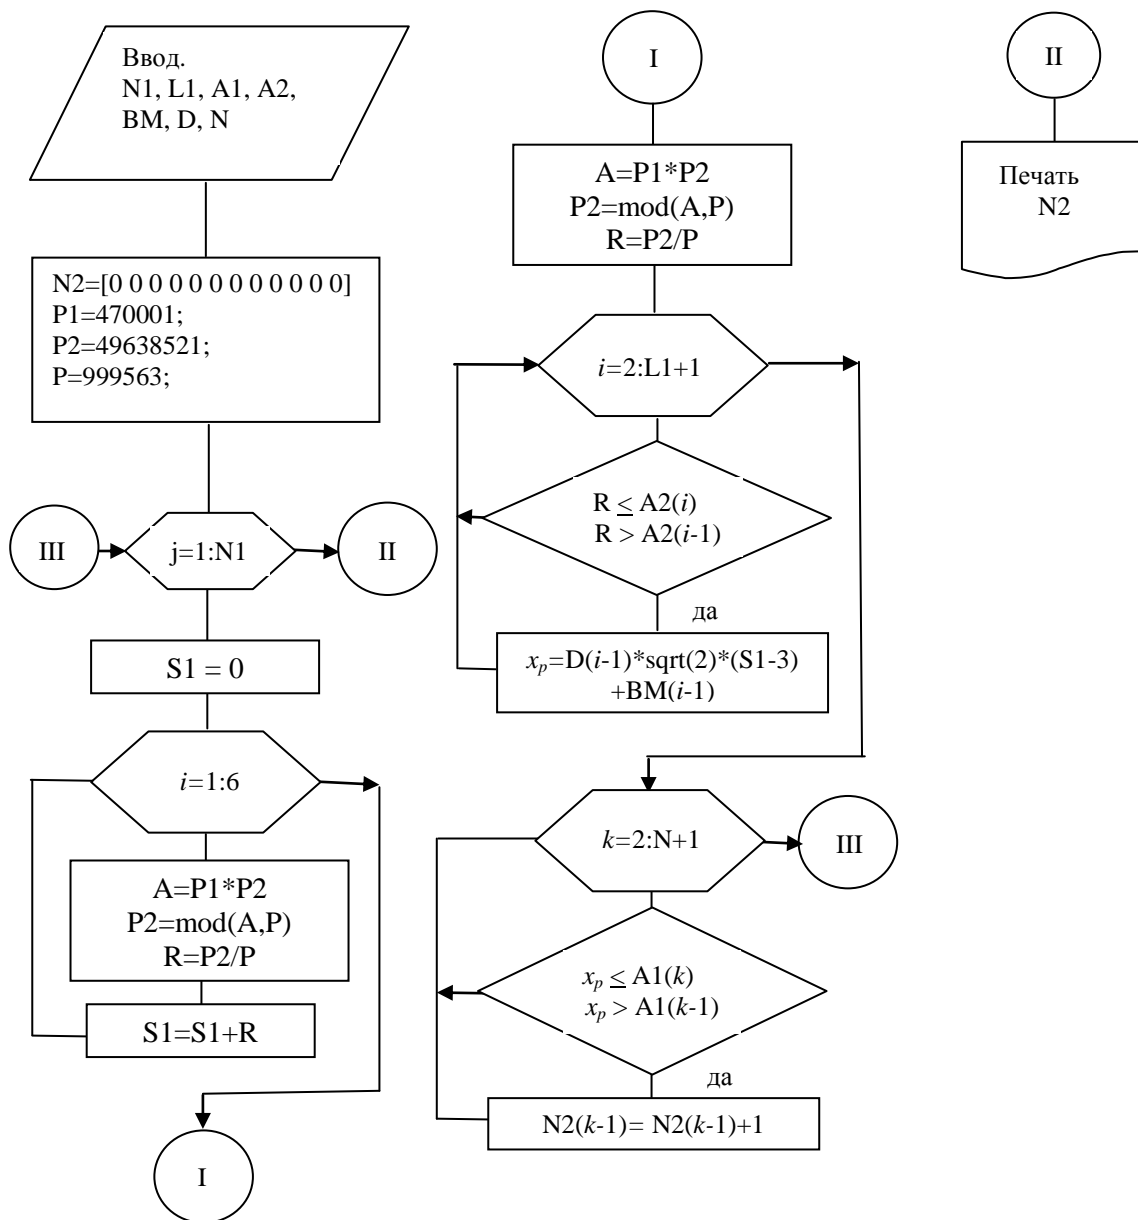 Ввод.
N1, L1, A1, A2,
BM, D, N
N2=[0 0 0 0 0 0 0 0 0 0 0 0 0]
P1=470001;
P2=49638521;
P=999563;
III
j=1:N1
II
S1 = 0
i=1:6
A=P1*P2
P2=mod(A,P)
R=P2/P
S1=S1+R
I
I
A=P1*P2
P2=mod(A,P)
R=P2/P
i=2:L1+1
R ≤ A2(i)
R > A2(i-1)
да
xp=D(i-1)*sqrt(2)*(S1-3)
+BM(i-1)
k=2:N+1
III
xp ≤ A1(k)
xp > A1(k-1)
да
N2(k-1)= N2(k-1)+1
II
Печать
N2